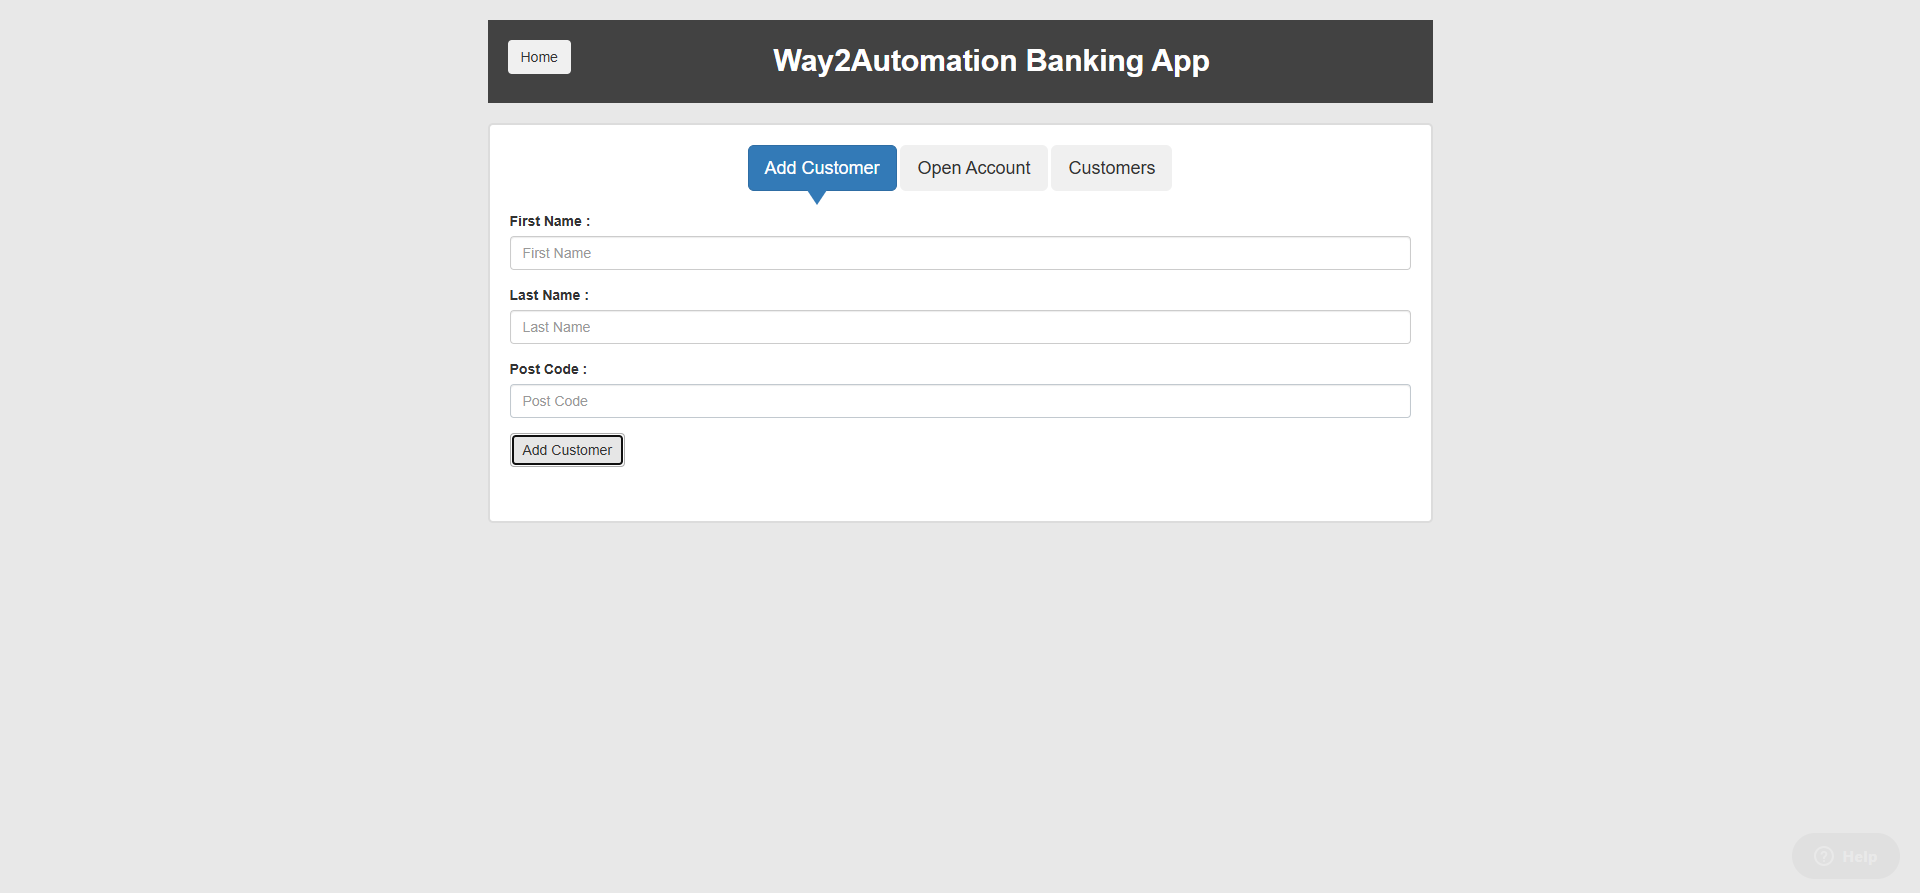 Home
Way2Automation Banking App
Add Customer
Open Account
Customers
First Name :
First Name
Last Name :
Last Name
Post Code :
Post Code
Add Customer
Help